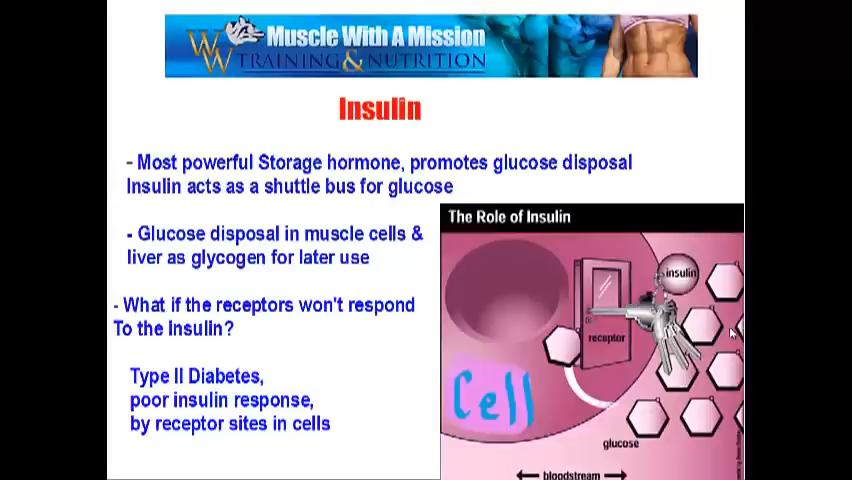 Muscle With A Mission
TRAINING & NUTRITION
Insulin
- Most powerful Storage hormone, promotes glucose disposal
Insulin acts as a shuttle bus for glucose
- Glucose disposal in muscle cells &
liver as glycogen for later use
- What if the receptors won't respond
To the insulin?
Type II Diabetes,
poor insulin response,
by receptor sites in cells
The Role of Insulin
insulin
receptor
Cell
glucose
bloodstream